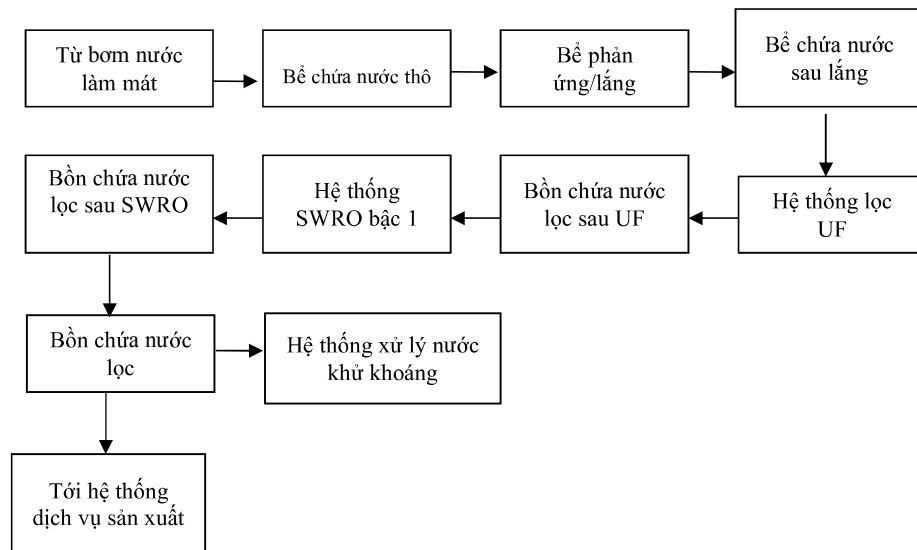 Từ bơm nước
làm mát
Bể chứa nước thô
Bể phản
ứng/lắng
Bể chứa nước
sau lắng
Hệ thống lọc
UF
Bồn chứa nước
lọc sau UF
Hệ thống
SWRO bậc 1
Bồn chứa nước
lọc sau SWRO
Bồn chứa nước
lọc
Hệ thống xử lý nước
khử khoáng
Tới hệ thống
dịch vụ sản xuất